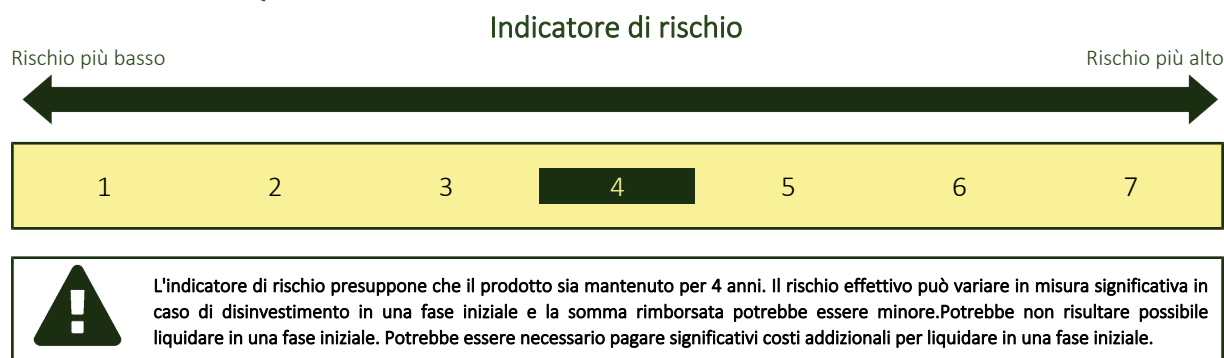 Indicatore di rischio
Rischio più basso
Rischio più alto
1 2 3 4 5 6 7
L'indicatore di rischio presuppone che il prodotto sia mantenuto per 4 anni. Il rischio effettivo può variare in misura significativa in
caso di disinvestimento in una fase iniziale e la somma rimborsata potrebbe essere minore.Potrebbe non risultare possibile
liquidare in una fase iniziale. Potrebbe essere necessario pagare significativi costi addizionali per liquidare in una fase iniziale.